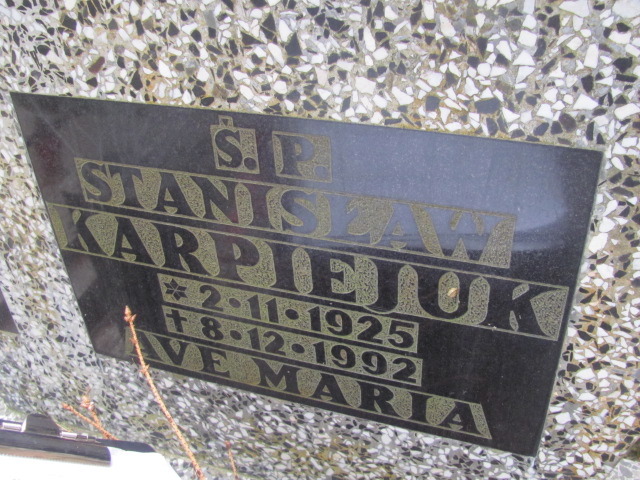 Ś. P.
STANISŁAW
KARPIEJUK
* 2·11·1925
† 8·12·1992
AVE MARIA